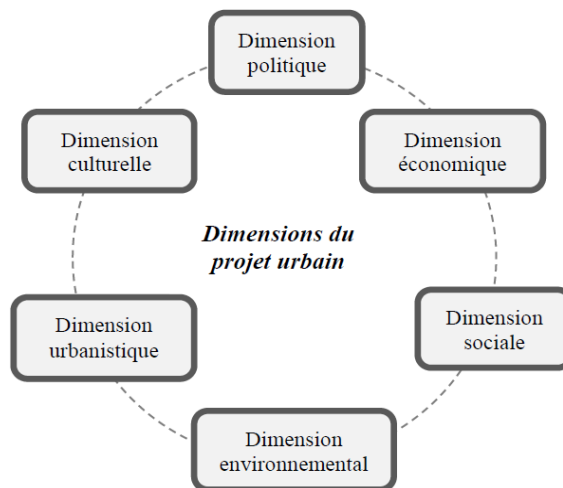 Dimension
politique
Dimension
culturelle
Dimension
économique
Dimensions du
projet urbain
Dimension
urbanistique
Dimension
sociale
Dimension
environnemental